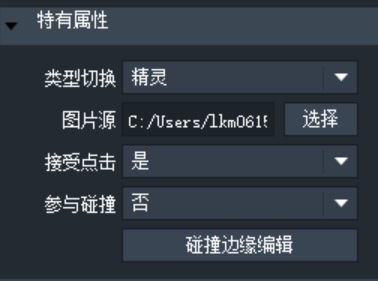 特有属性
类型切换 精灵
图片源 C:/Users/lkm0615 选择
接受点击 是
参与碰撞 否
碰撞边缘编辑